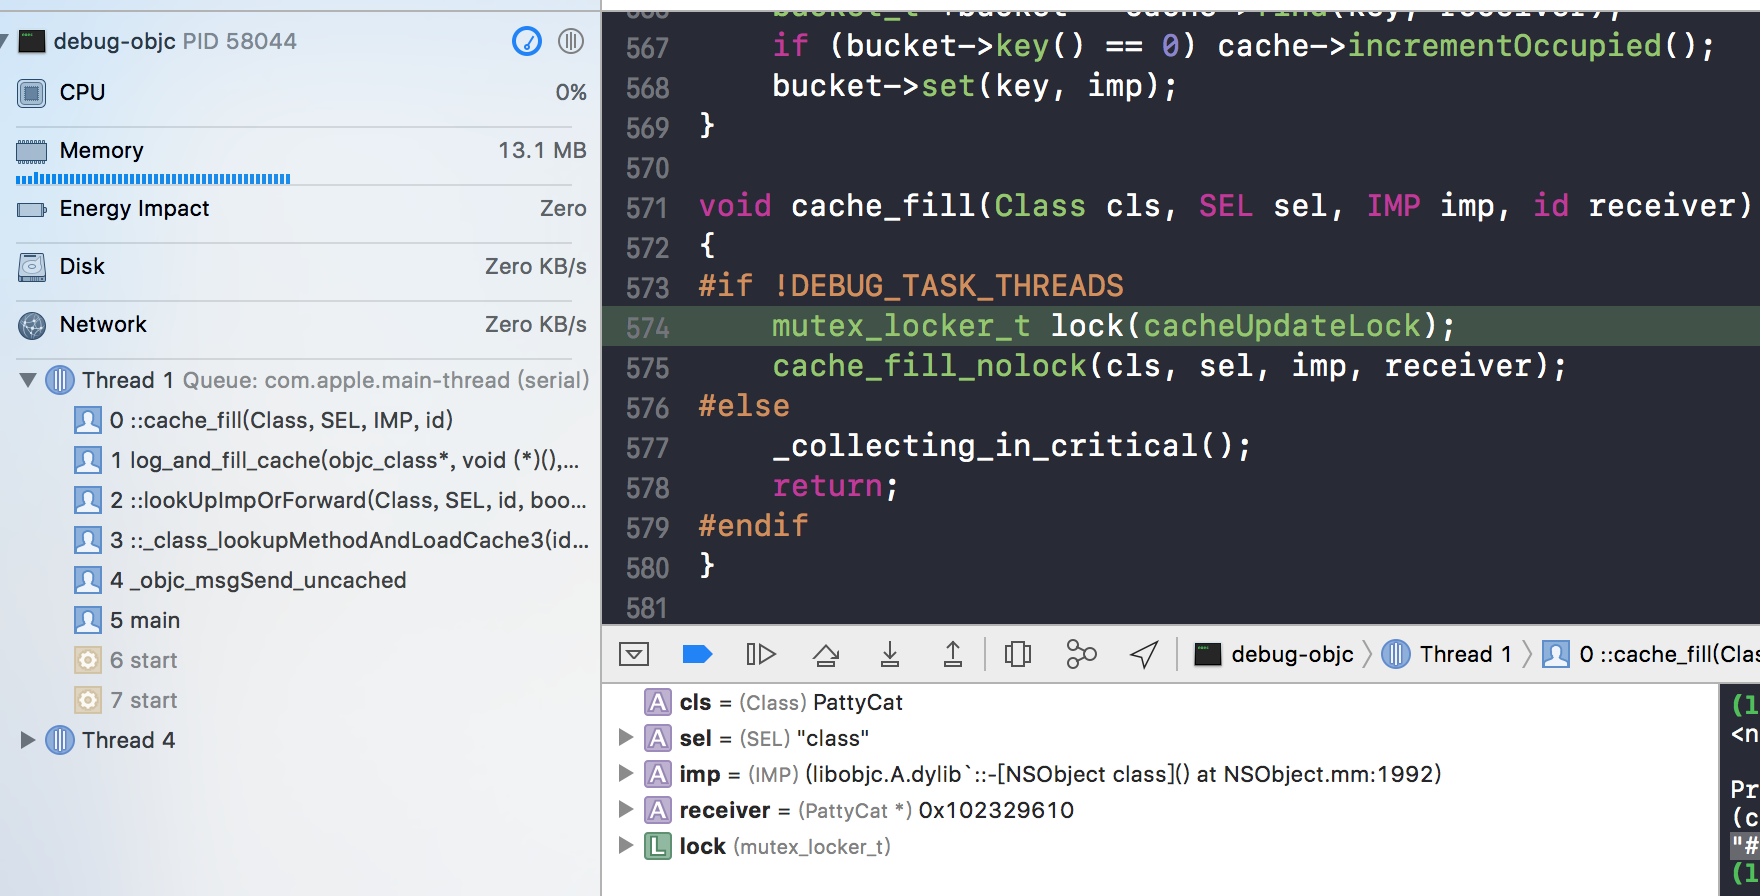 debug-objc PID 58044
CPU 0%
Memory 13.1 MB
Energy Impact Zero
Disk Zero KB/s
Network Zero KB/s
Thread 1 Queue: com.apple.main-thread (serial)
0 ::cache_fill(Class, SEL, IMP, id)
1 log_and_fill_cache(objc_class*, void (*)(),...
2 ::lookUpImpOrForward(Class, SEL, id, boo...
3 ::_class_lookupMethodAndLoadCache3(id...
4 _objc_msgSend_uncached
5 main
6 start
7 start
Thread 4
567 if (bucket->key() == 0) cache->incrementOccupied();
568 bucket->set(key, imp);
569 }
570
571 void cache_fill(Class cls, SEL sel, IMP imp, id receiver)
572 {
573 #if !DEBUG_TASK_THREADS
574 mutex_locker_t lock(cacheUpdateLock);
575 cache_fill_nolock(cls, sel, imp, receiver);
576 #else
577 _collecting_in_critical();
578 return;
579 #endif
580 }
581
debug-objc Thread 1 0 ::cache_fill(Clas
cls = (Class) PattyCat
sel = (SEL) "class"
imp = (IMP) (libobjc.A.dylib`::-[NSObject class]() at NSObject.mm:1992)
receiver = (PattyCat *) 0x102329610
lock (mutex_locker_t)
(l
<n
Pr
(c
"#
(l